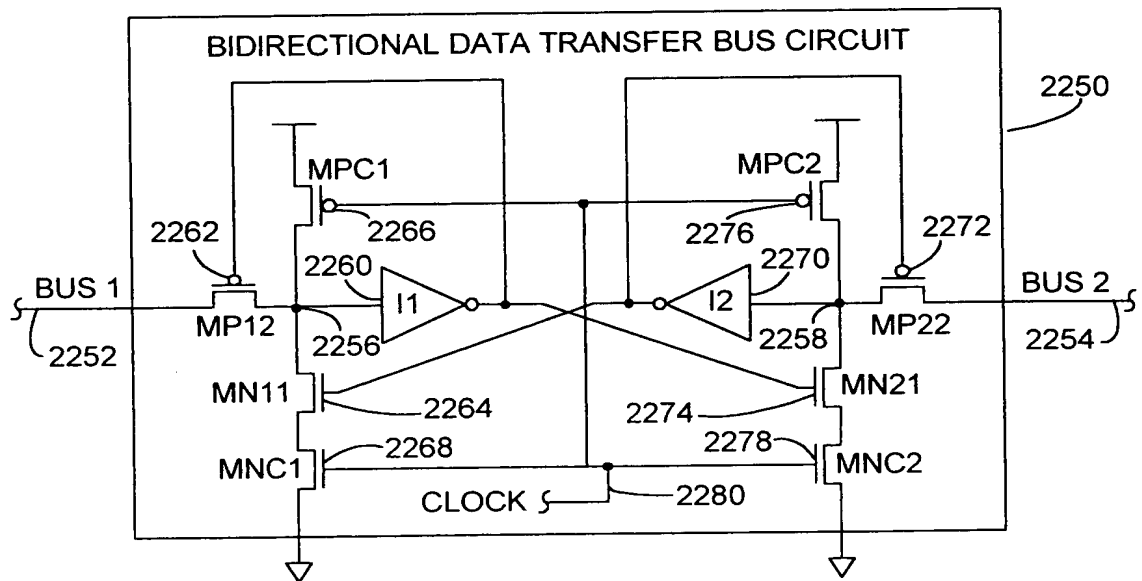 BIDIRECTIONAL DATA TRANSFER BUS CIRCUIT
2250
MPC1
MPC2
2262
2266
2276
2272
BUS 1
2260
I1
I2
2270
BUS 2
2252
MP12
2256
2258
MP22
2254
MN11
2264
2274
MN21
MNC1
2268
2278
MNC2
CLOCK
2280